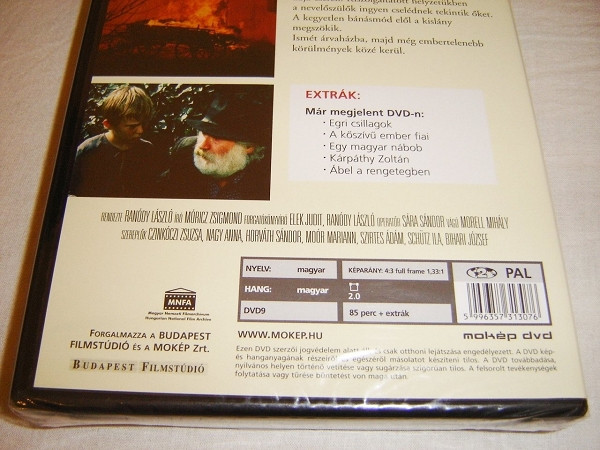 a nevelőszülők ingyen cselédnek tekintik őket.
A kegyetlen bánásmód elől a kislány
megszökik.
Ismét árvaházba, majd még embertelenebb
körülmények közé kerül.
EXTRÁK:
Már megjelent DVD-n:
· Egri csillagok
· A kőszívű ember fiai
· Egy magyar nábob
· Kárpáthy Zoltán
· Ábel a rengetegben
RENDEZTE RANÓDY LÁSZLÓ ÍRÓ MÓRICZ ZSIGMOND FORGATÓKÖNYVÍRÓ ELEK JUDIT, RANÓDY LÁSZLÓ OPERATŐR SÁRA SÁNDOR VÁGÓ MORELL MIHÁLY
SZEREPLŐK CZINKÓCZI ZSUZSA, NAGY ANNA, HORVÁTH SÁNDOR, MOÓR MARIANN, SZIRTES ÁDÁM, SCHÜTZ ILA, BIHARI JÓZSEF
MNFA
Magyar Nemzeti Filmarchívum
Hungarian National Film Archive
FORGALMAZZA A BUDAPEST
FILMSTÚDIÓ ÉS A MOKÉP Zrt.
BUDAPEST FILMSTÚDIÓ
NYELV: magyar KÉPARÁNY: 4:3 full frame 1,33:1
HANG: magyar 2.0
DVD9 85 perc + extrák
PAL
5 996357 313076
WWW.MOKEP.HU
mokép dvd
Ezen DVD szerzői jogvédelem alatt áll, és csak otthoni lejátszása engedélyezett. A DVD kép-
és hanganyagának részeiről és egészéről másolatot készíteni tilos. A DVD továbbadása,
nyilvános helyen történő vetítése vagy sugárzása szigorúan tilos. A felsorolt tevékenységek
folytatása vagy tűrése büntetést von maga után.